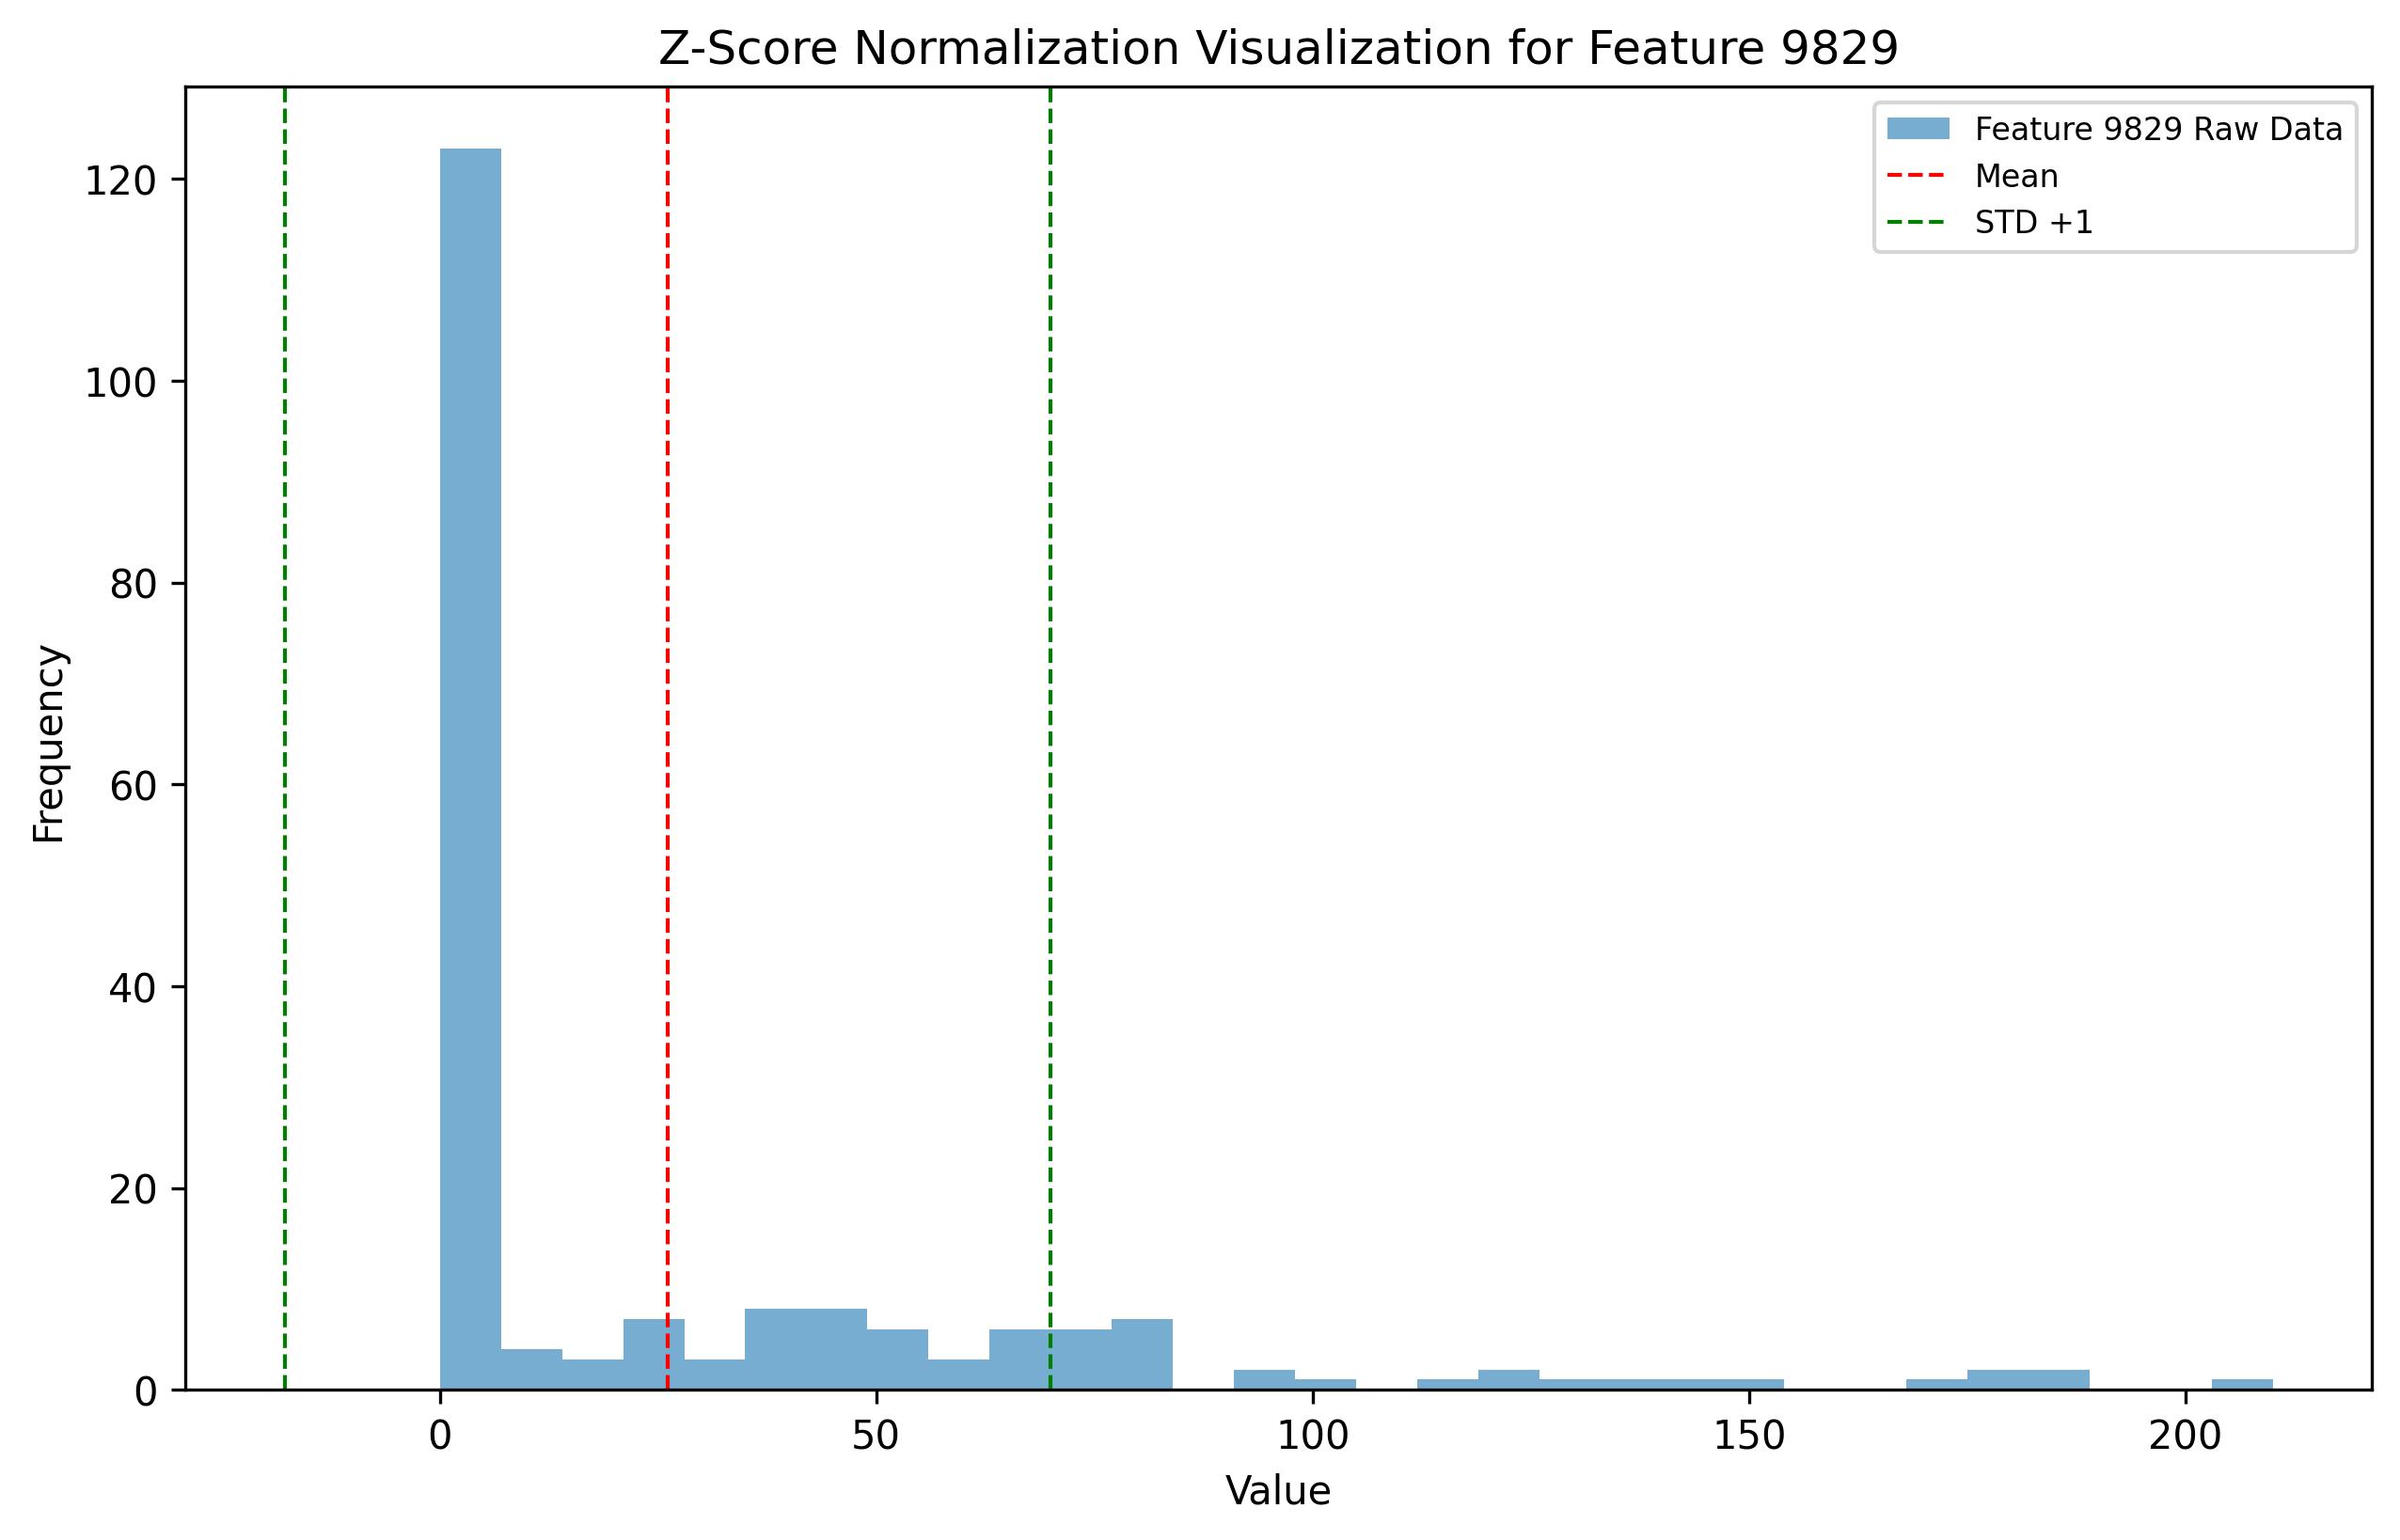 Z-Score Normalization Visualization for Feature 9829
Feature 9829 Raw Data
Mean
STD +1
120
100
80
60
40
20
0
Frequency
0 50 100 150 200
Value